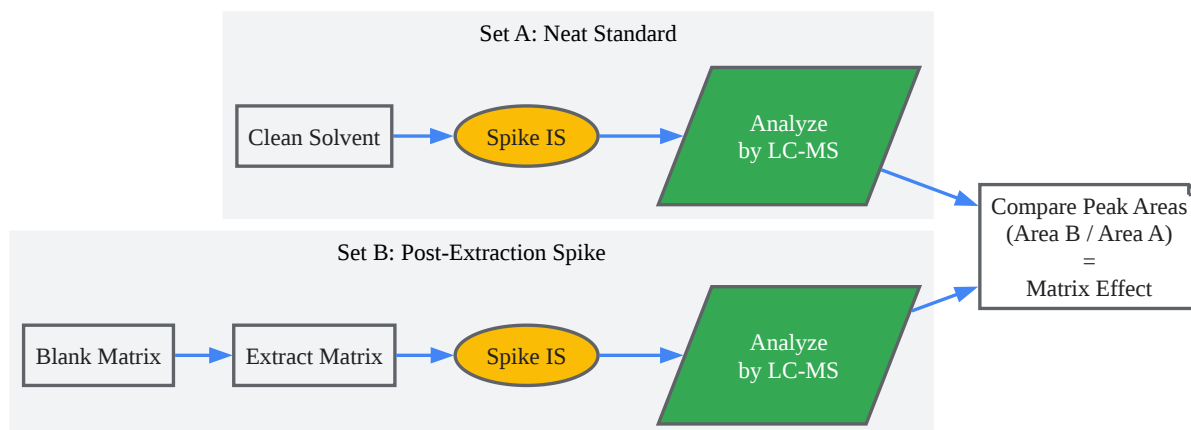 Set A: Neat Standard
Clean Solvent
Spike IS
Analyze
by LC-MS
Compare Peak Areas
(Area B / Area A)
=
Matrix Effect
Set B: Post-Extraction Spike
Blank Matrix
Extract Matrix
Spike IS
Analyze
by LC-MS